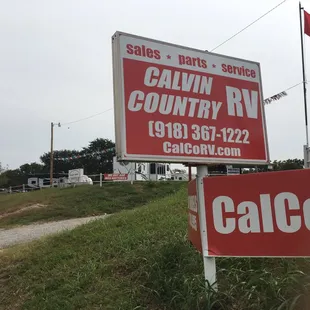 sales ★ parts ★ service
CALVIN
COUNTRY RV
(918) 367-1222
CalCoRV.com
CalCo